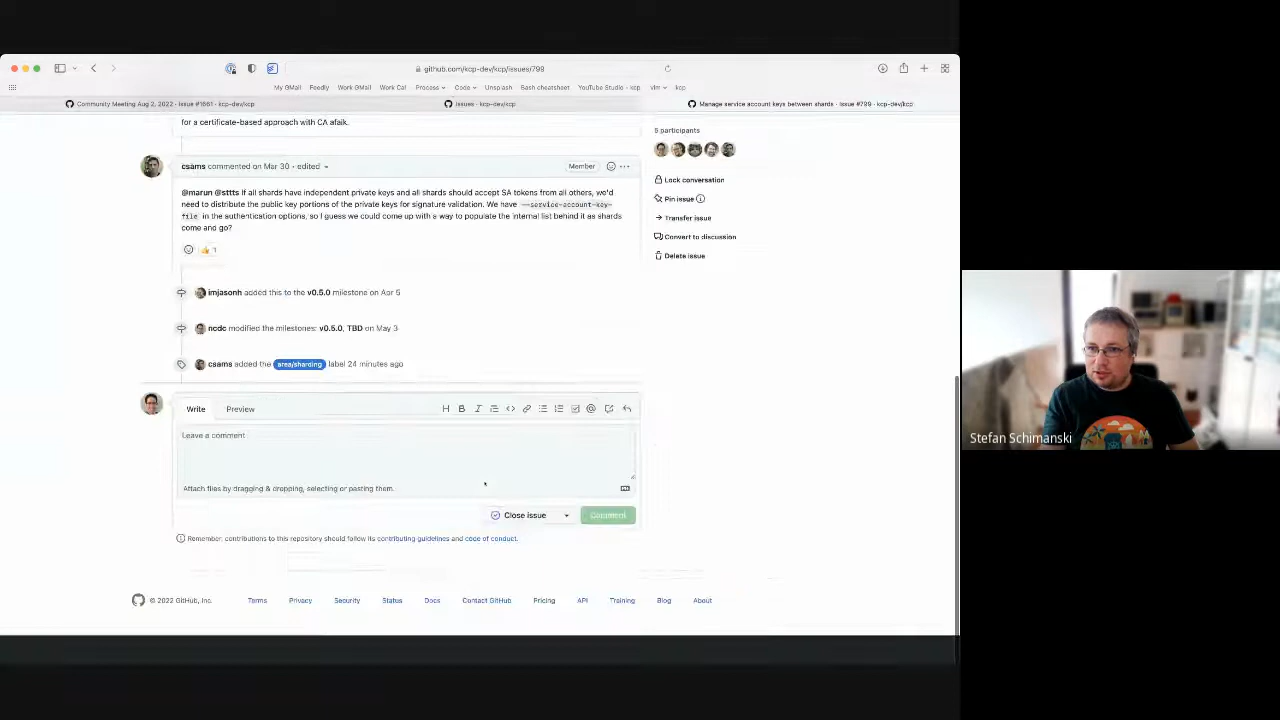 github.com/kcp-dev/kcp/issues/799
My GMail Feedly Work GMail Work Cal Process Code Unsplash Bash cheatsheet YouTube Studio - kcp vim kcp
Community Meeting Aug 2, 2022 · Issue #1661 · kcp-dev/kcp
Issues · kcp-dev/kcp
Manage service account keys between shards · Issue #799 · kcp-dev/kcp
for a certificate-based approach with CA afaik.
csams commented on Mar 30 • edited
Member
@marun @sttts If all shards have independent private keys and all shards should accept SA tokens from all others, we'd
need to distribute the public key portions of the private keys for signature validation. We have --service-account-key-
file in the authentication options, so I guess we could come up with a way to populate the internal list behind it as shards
come and go?
👍 1
imjasonh added this to the v0.5.0 milestone on Apr 5
ncdc modified the milestones: v0.5.0, TBD on May 3
csams added the area/sharding label 24 minutes ago
Write
Preview
Leave a comment
Attach files by dragging & dropping, selecting or pasting them.
Close issue
Comment
Remember, contributions to this repository should follow its contributing guidelines and code of conduct.
5 participants
Lock conversation
Pin issue
Transfer issue
Convert to discussion
Delete issue
© 2022 GitHub, Inc.
Terms
Privacy
Security
Status
Docs
Contact GitHub
Pricing
API
Training
Blog
About
Stefan Schimanski